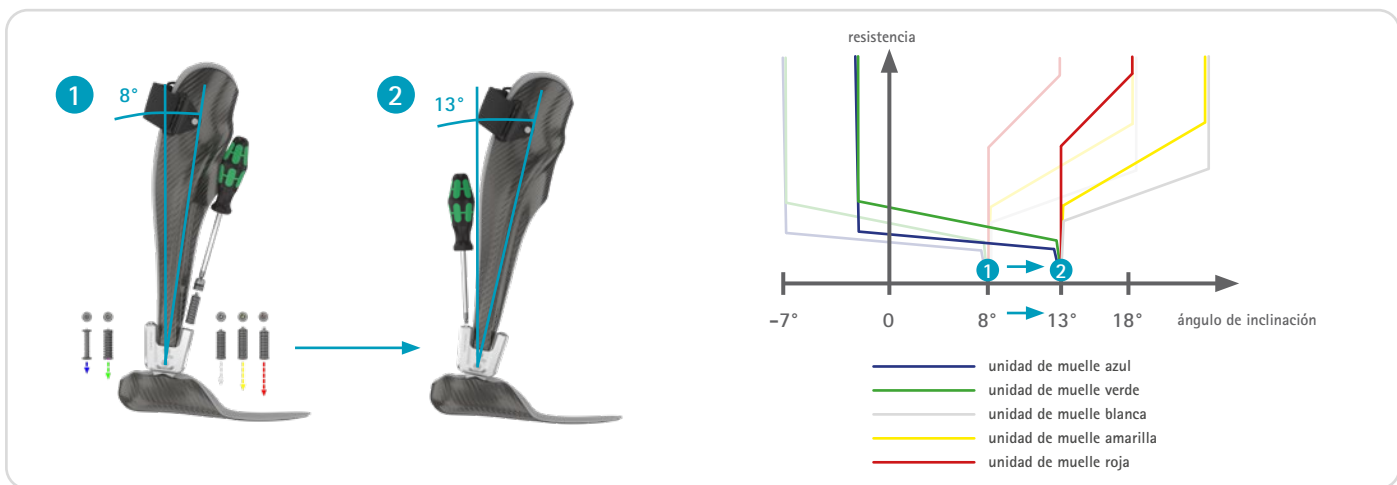 1
8°
2
13°
resistencia
1
2
-7°
0
8°
13°
18°
ángulo de inclinación
unidad de muelle azul
unidad de muelle verde
unidad de muelle blanca
unidad de muelle amarilla
unidad de muelle roja